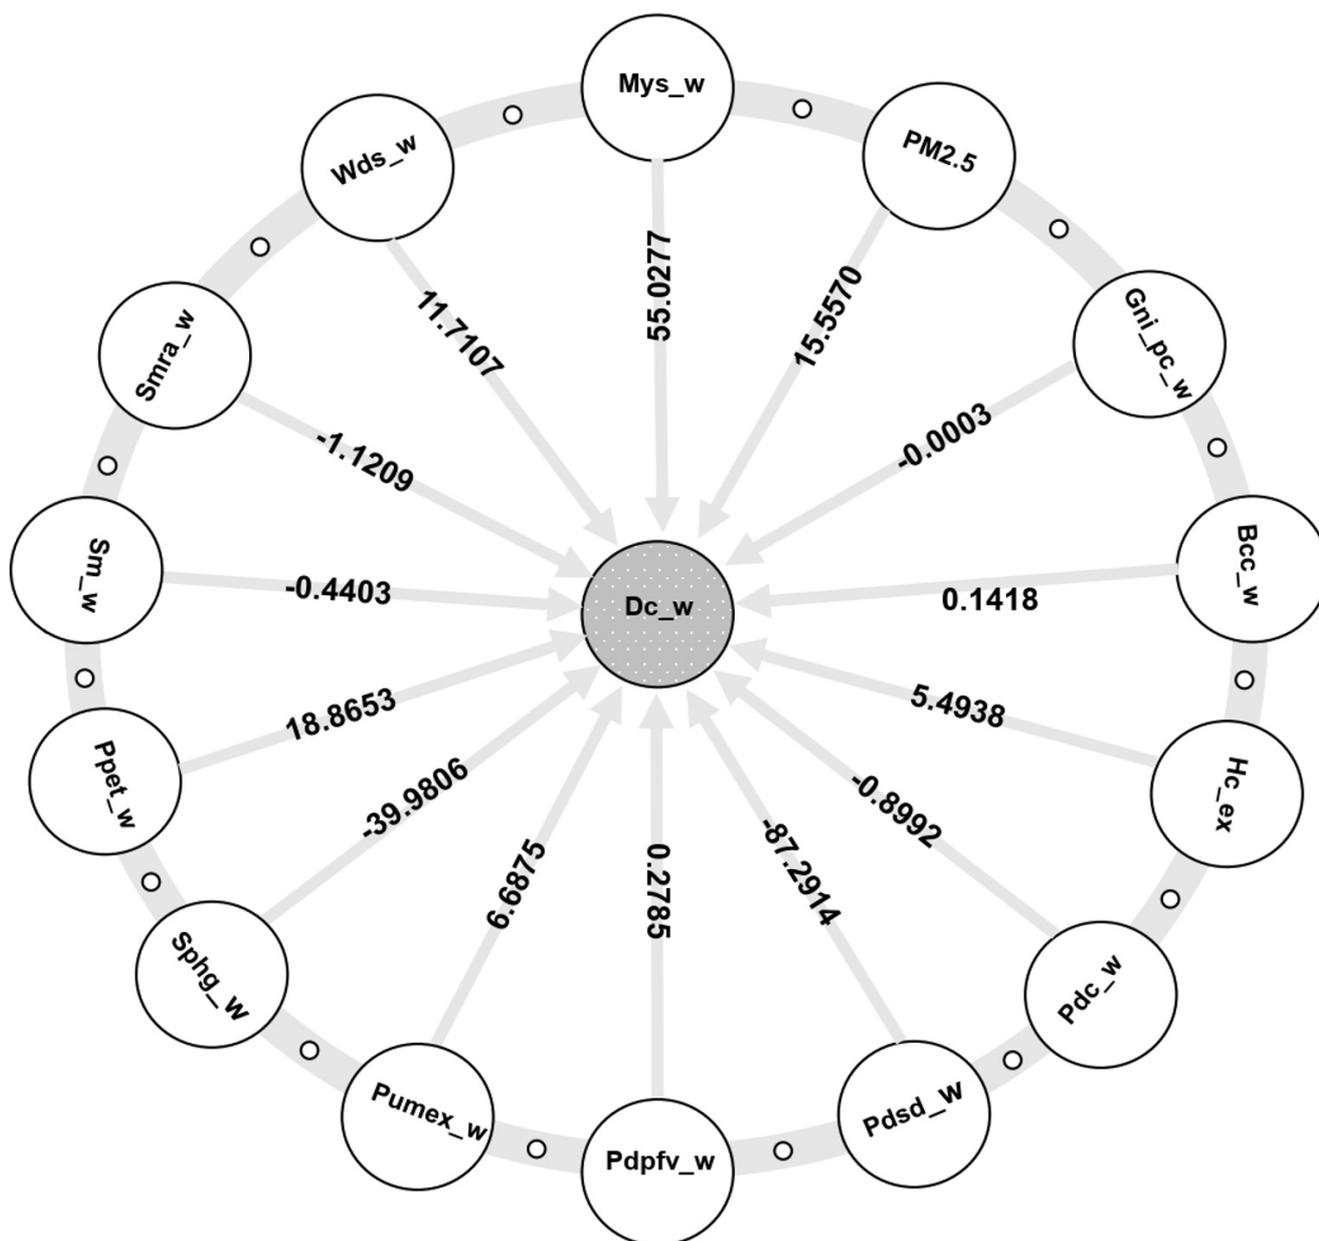 Mys_w
PM2.5
Wds_w
Gni_pc_w
Smra_w
55.0277
15.5570
11.7107
-0.0003
-1.1209
Bcc_w
Sm_w
-0.4403
0.1418
Dc_w
18.8653
5.4938
Ppet_w
Hc_ex
-39.9806
-0.8992
6.6875
0.2785
-87.2914
Sphg_W
Pdc_w
Pumex_w
Pdpfv_w
Pdsd_W